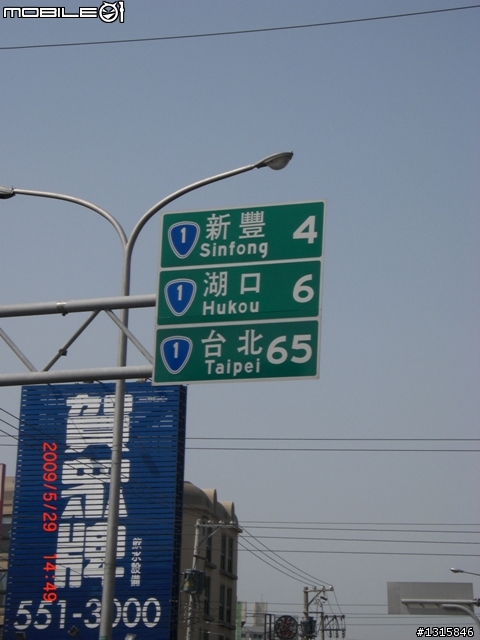 MOBILE01
1 新豐 4
Sinfong
1 湖口 6
Hukou
1 台北 65
Taipei
2009/5/29 14:49
551-3000
#1315846